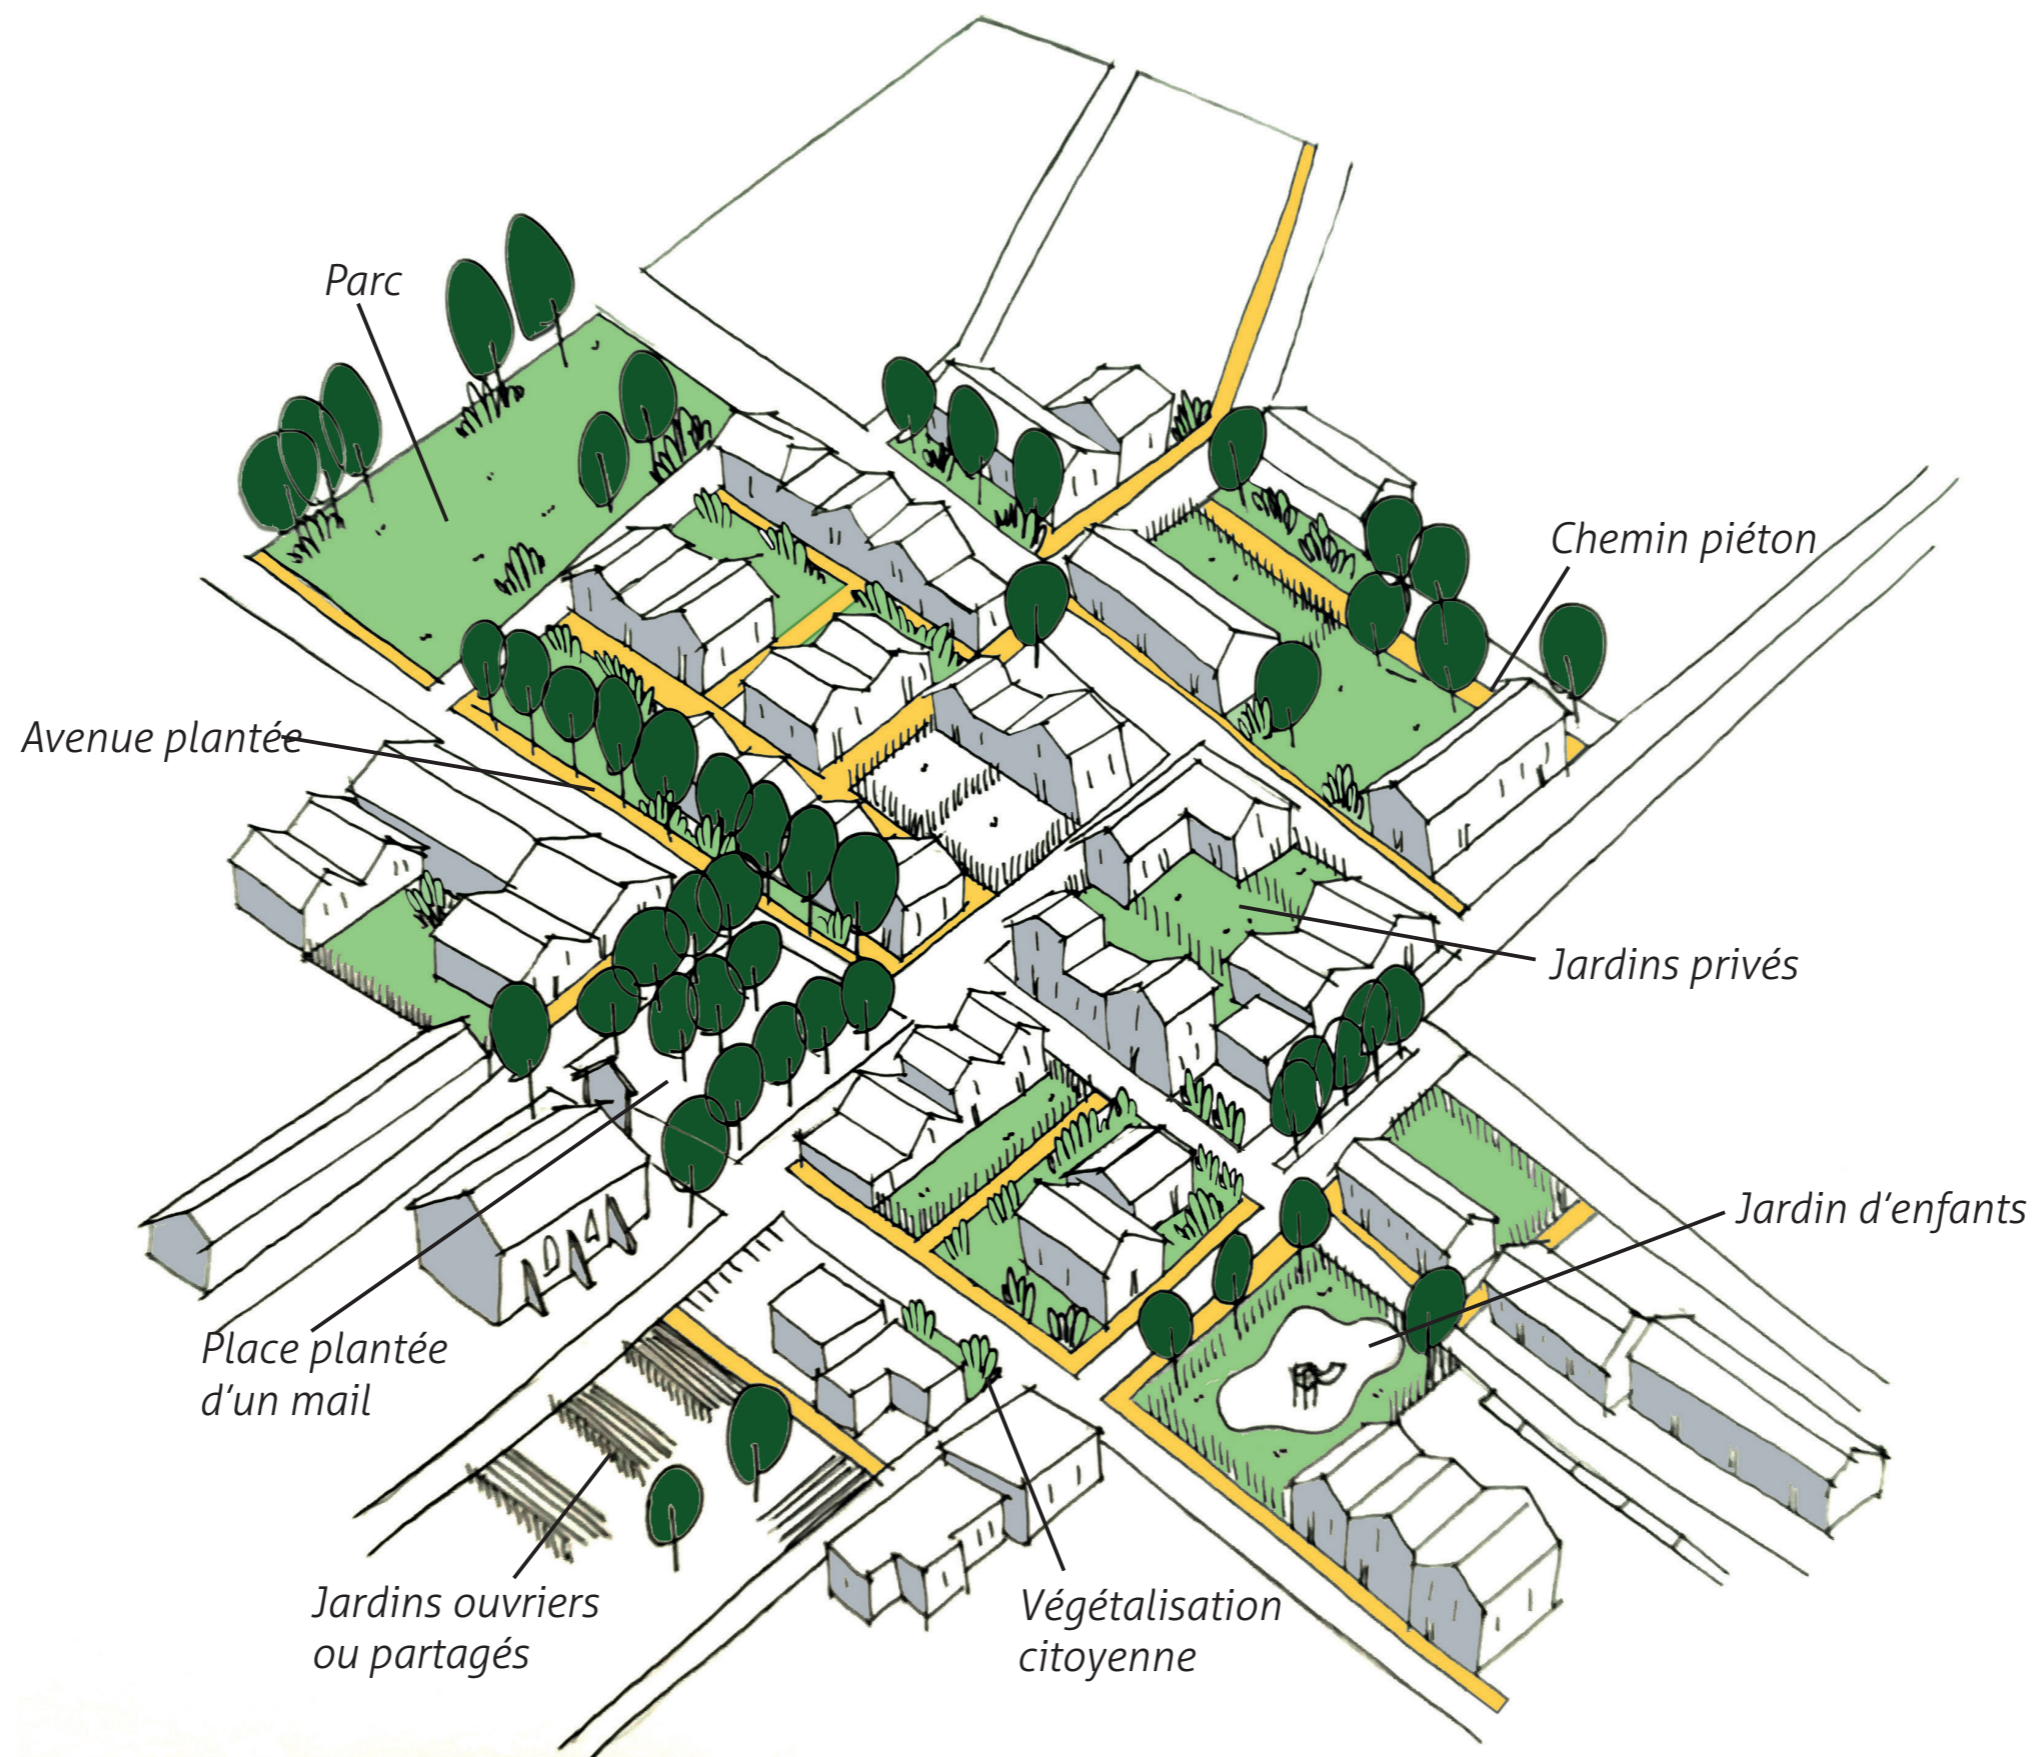 Parc
Chemin piéton
Avenue plantée
Jardins privés
Jardin d'enfants
Place plantée
d'un mail
Jardins ouvriers
ou partagés
Végétalisation
citoyenne